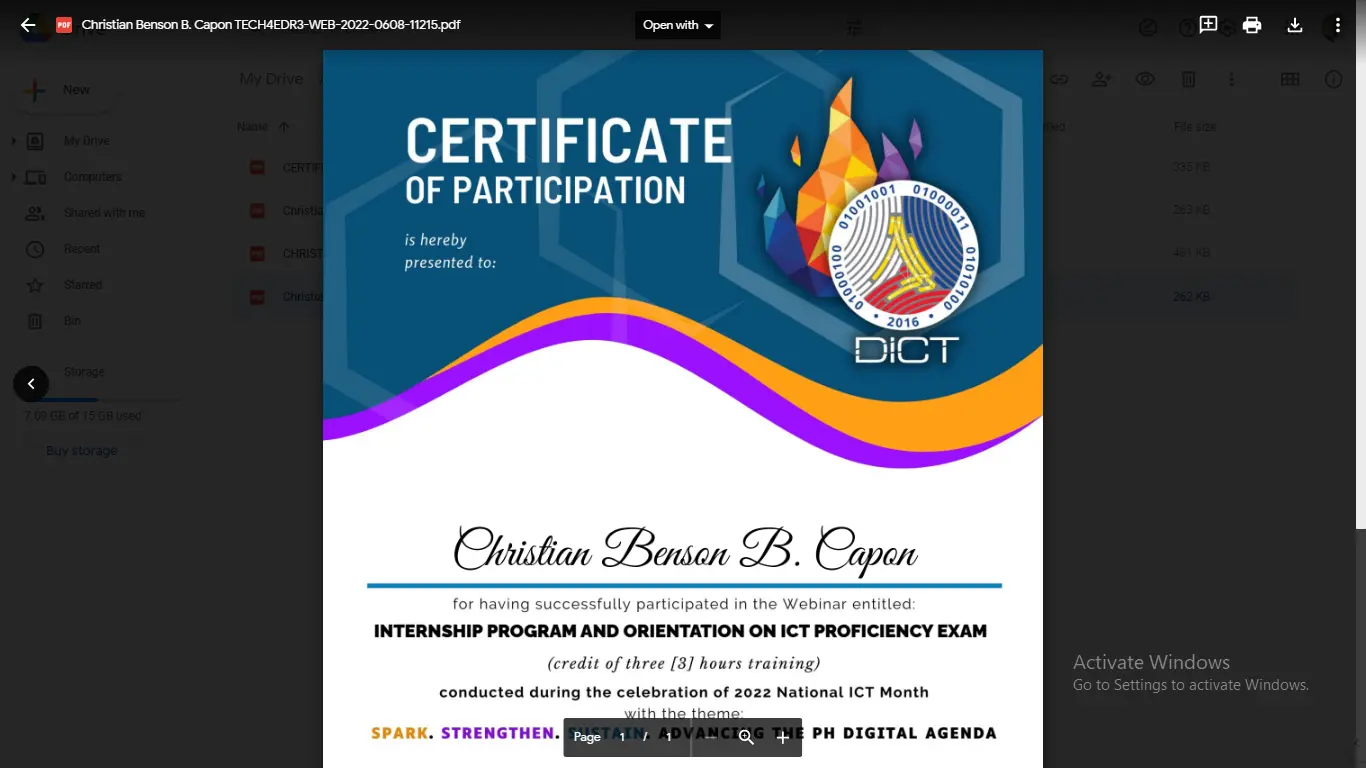 Christian Benson B. Capon TECH4EDR3-WEB-2022-0608-11215.pdf
Open with
My Drive
New
Name
File size
My Drive
CERTIF
335 KB
Computers
Shared with me
Christia
263 KB
Recent
CHRIST
461 KB
Starred
Christia
262 KB
Bin
Storage
7.09 GB of 15 GB used
Buy storage
CERTIFICATE
OF PARTICIPATION
is hereby
presented to:
01000100 01001001 01000011 01010100
• 2016 •
DICT
Christian Benson B. Capon
for having successfully participated in the Webinar entitled:
INTERNSHIP PROGRAM AND ORIENTATION ON ICT PROFICIENCY EXAM
(credit of three [3] hours training)
conducted during the celebration of 2022 National ICT Month
with the theme:
SPARK. STRENGTHEN. SUSTAIN. ADVANCING THE PH DIGITAL AGENDA
Page 1 / 1
Activate Windows
Go to Settings to activate Windows.